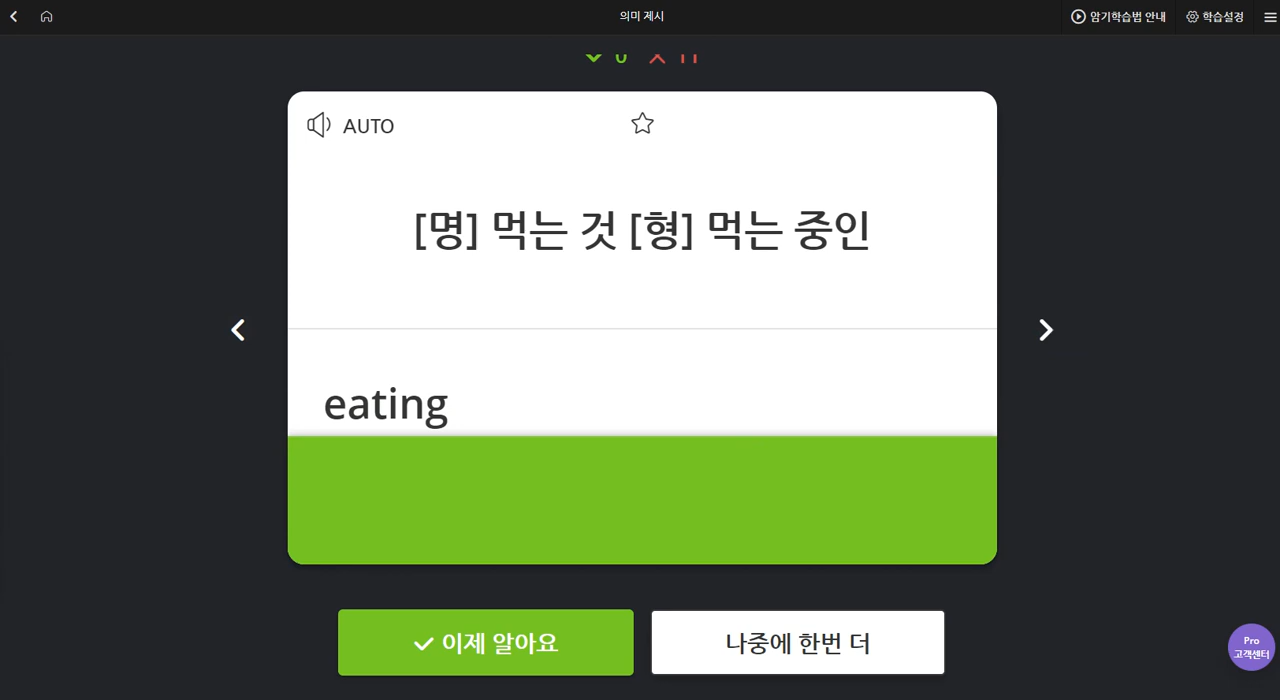 의미 제시
암기학습법 안내
학습설정
AUTO
[명] 먹는 것 [형] 먹는 중인
eating
이제 알아요
나중에 한번 더
Pro
고객센터